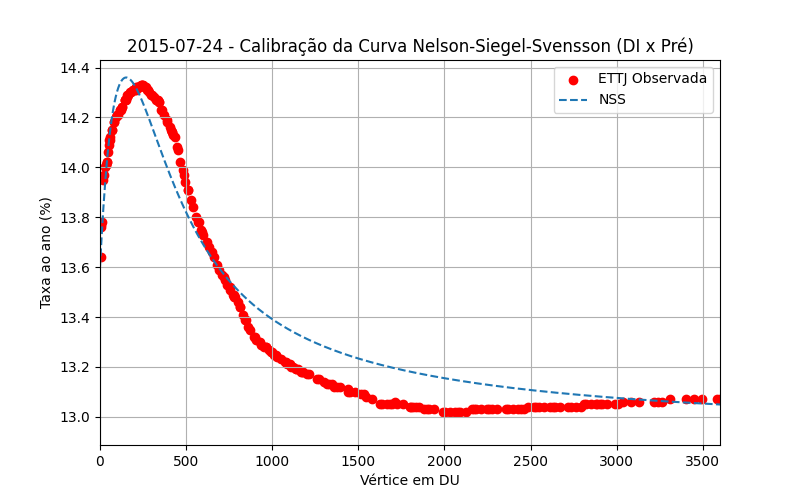 2015-07-24 - Calibração da Curva Nelson-Siegel-Svensson (DI x Pré)
ETTJ Observada
NSS
Taxa ao ano (%)
14.4
14.2
14.0
13.8
13.6
13.4
13.2
13.0
0 500 1000 1500 2000 2500 3000 3500
Vértice em DU